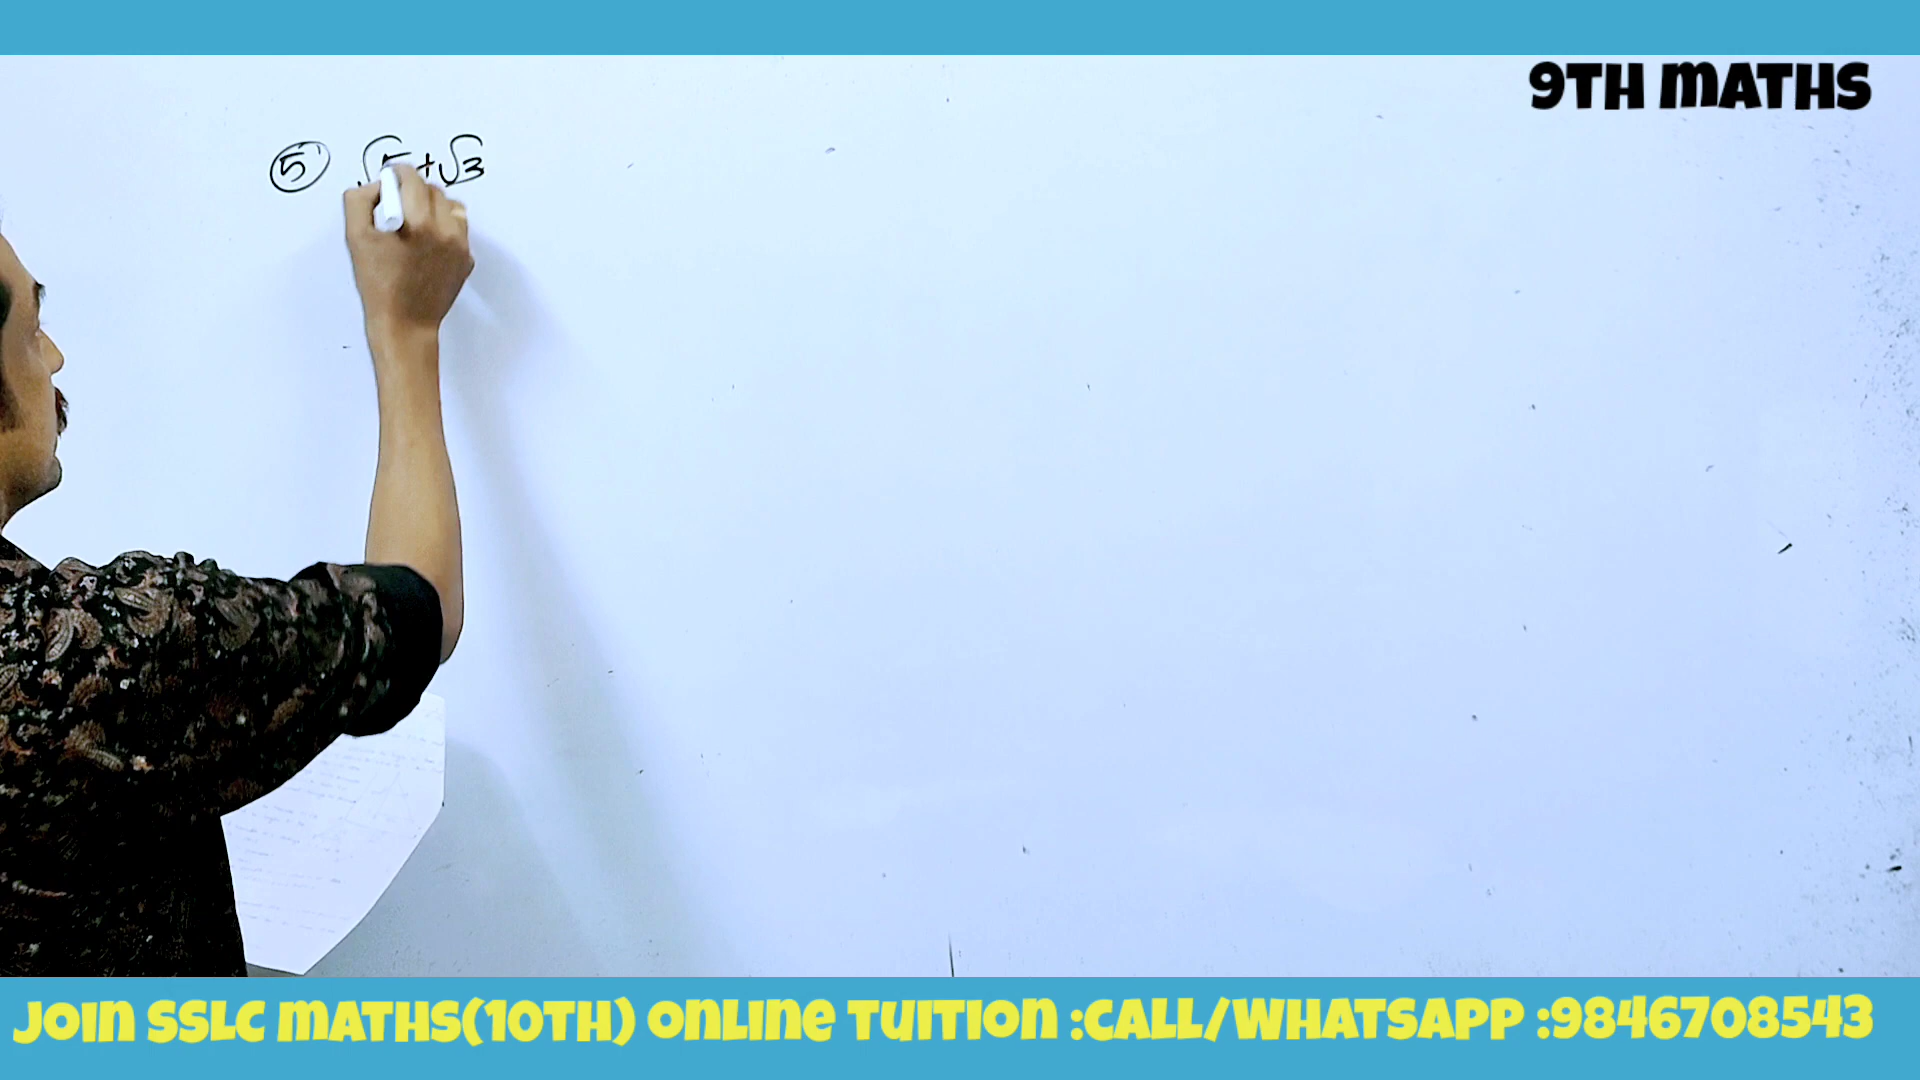 9TH MATHS
5 √5+√3
JOIN SSLC MATHS(10TH) ONLINE TUITION :CALL/WHATSAPP :9846708543